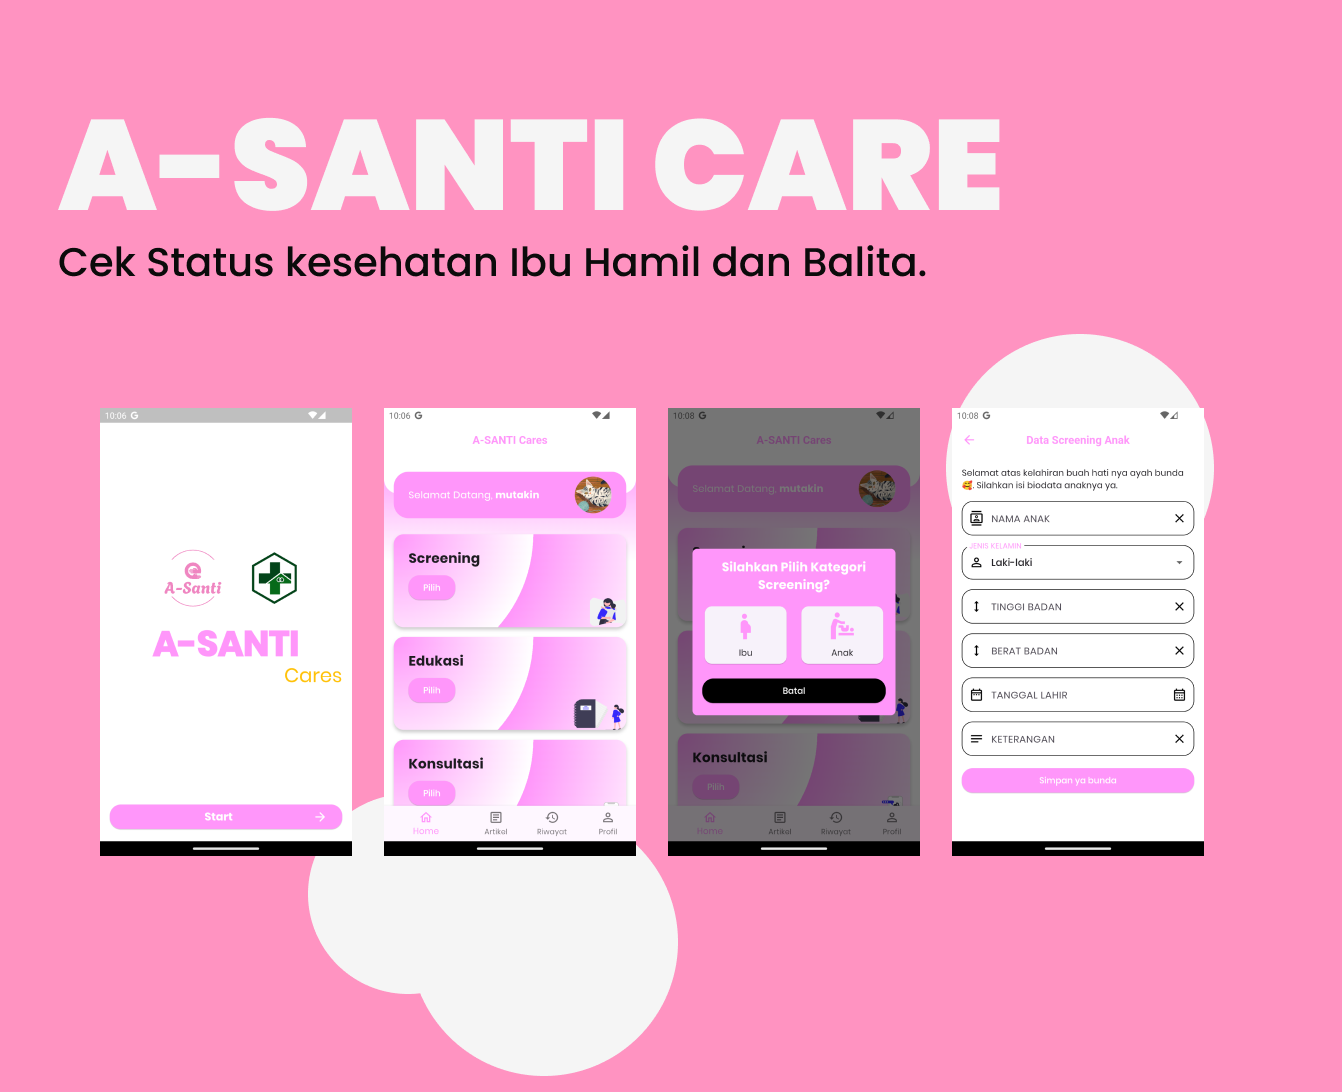 A-SANTI CARE
Cek Status kesehatan Ibu Hamil dan Balita.
10:06 G
A-Santi
A-SANTI
Cares
Start
10:06 G
A-SANTI Cares
Selamat Datang, mutakin
Screening
Pilih
Edukasi
Pilih
Konsultasi
Pilih
Home Artikel Riwayat Profil
10:08 G
A-SANTI Cares
Selamat Datang, mutakin
Silahkan Pilih Kategori
Screening?
Ibu Anak
Batal
Konsultasi
Pilih
Home Artikel Riwayat Profil
10:08 G
Data Screening Anak
Selamat atas kelahiran buah hati nya ayah bunda
🥰. Silahkan isi biodata anaknya ya.
NAMA ANAK
JENIS KELAMIN
Laki-laki
TINGGI BADAN
BERAT BADAN
TANGGAL LAHIR
KETERANGAN
Simpan ya bunda